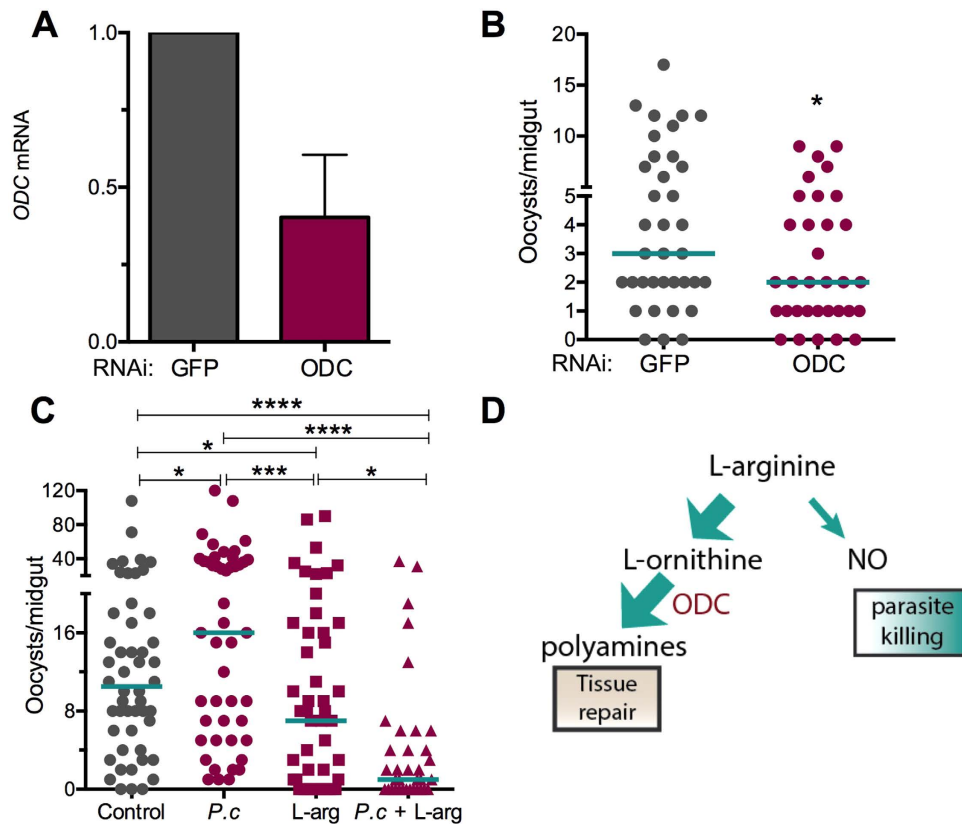 A
1.0
0.5
0.0
ODC mRNA
RNAi: GFP ODC
B
20
15
10
5
4
3
2
1
0
Oocysts/midgut
*
RNAi: GFP ODC
C
****
****
*
* *** *
120
80
40
16
8
0
Oocysts/midgut
Control P.c L-arg P.c + L-arg
D
L-arginine
L-ornithine NO
ODC
polyamines
Tissue
repair
parasite
killing